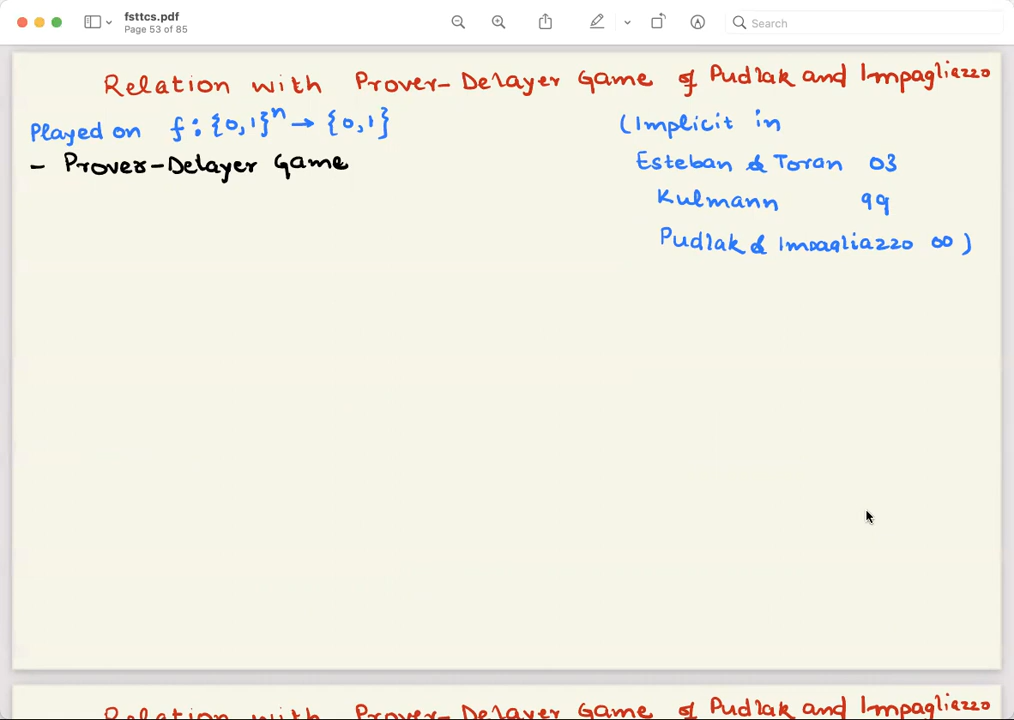 fsttcs.pdf
Page 53 of 85
Search
Relation with Prover-Delayer Game of Pudlak and Impagliazzo
Played on f: {0,1}^n → {0,1}
- Prover-Delayer Game
(Implicit in
Esteban & Toran 03
Kulmann 99
Pudlak & Impagliazzo 00)
Relation with Prover-Delayer Game of Pudlak and Impagliazzo